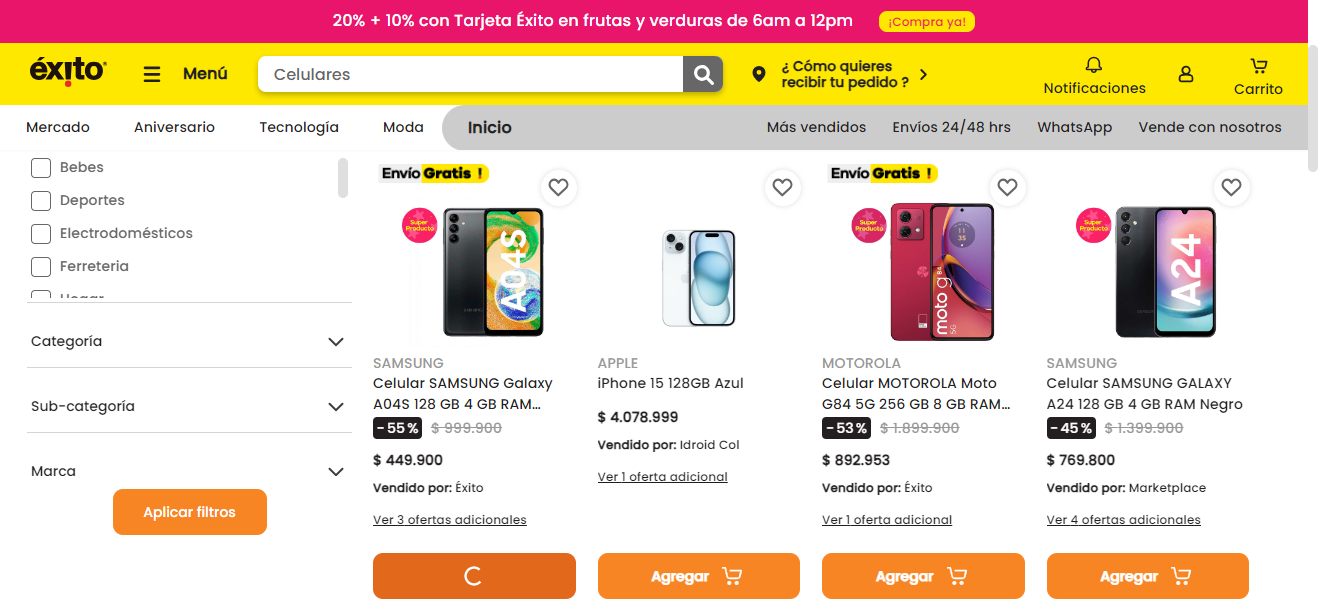 20% + 10% con Tarjeta Éxito en frutas y verduras de 6am a 12pm
¡Compra ya!
éxito
Menú
Celulares
¿ Cómo quieres
recibir tu pedido ?
Notificaciones
Carrito
Mercado
Aniversario
Tecnología
Moda
Inicio
Más vendidos
Envíos 24/48 hrs
WhatsApp
Vende con nosotros
Bebes
Deportes
Electrodomésticos
Ferreteria
Hogar
Categoría
Sub-categoría
Marca
Aplicar filtros
Envío Gratis !
Super
Producto
A04S
SAMSUNG
Celular SAMSUNG Galaxy
A04S 128 GB 4 GB RAM...
- 55 % $ 999.900
$ 449.900
Vendido por: Éxito
Ver 3 ofertas adicionales
APPLE
iPhone 15 128GB Azul
$ 4.078.999
Vendido por: Idroid Col
Ver 1 oferta adicional
Agregar
Envío Gratis !
Super
Producto
11
35
moto g84
5G
MOTOROLA
Celular MOTOROLA Moto
G84 5G 256 GB 8 GB RAM...
- 53 % $ 1.899.900
$ 892.953
Vendido por: Éxito
Ver 1 oferta adicional
Agregar
Super
Producto
A24
SAMSUNG
Celular SAMSUNG GALAXY
A24 128 GB 4 GB RAM Negro
- 45 % $ 1.399.900
$ 769.800
Vendido por: Marketplace
Ver 4 ofertas adicionales
Agregar